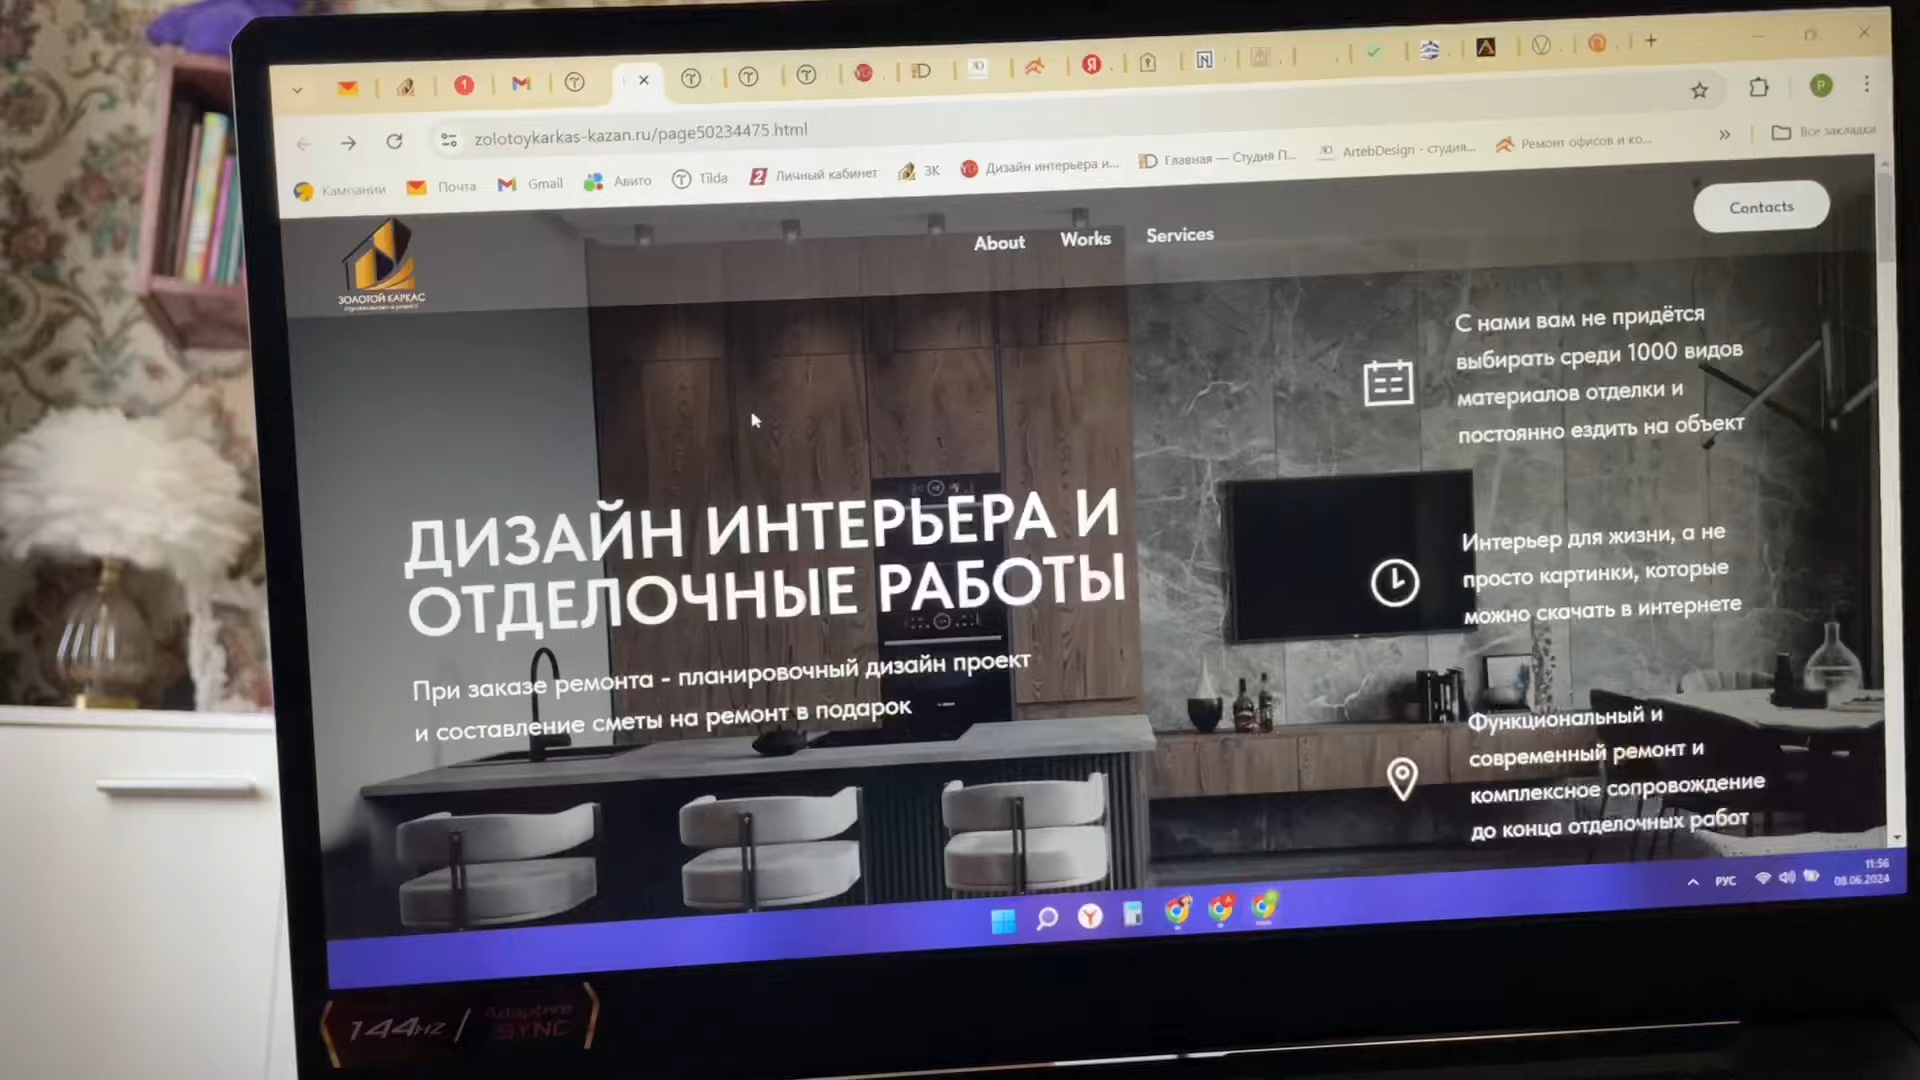 1
zolotoykarkas-kazan.ru/page50234475.html
Кампании
Почта
Gmail
Авито
Tilda
Личный кабинет
ЗК
Дизайн интерьера и...
Главная — Студия П...
ArtebDesign - студия...
Ремонт офисов и ко...
Все закладки
ЗОЛОТОЙ КАРКАС
About
Works
Services
Contacts
С нами вам не придётся
выбирать среди 1000 видов
материалов отделки и
постоянно ездить на объект
ДИЗАЙН ИНТЕРЬЕРА И
ОТДЕЛОЧНЫЕ РАБОТЫ
При заказе ремонта - планировочный дизайн проект
и составление сметы на ремонт в подарок
Интерьер для жизни, а не
просто картинки, которые
можно скачать в интернете
Функциональный и
современный ремонт и
комплексное сопровождение
до конца отделочных работ
РУС
11:56
08.06.2024
144HZ / Adaptive
SYNC